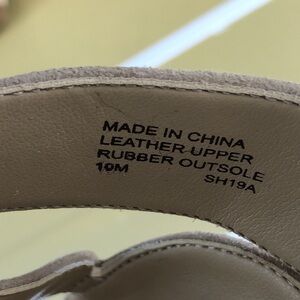 MADE IN CHINA
LEATHER UPPER
RUBBER OUTSOLE
10M SH19A